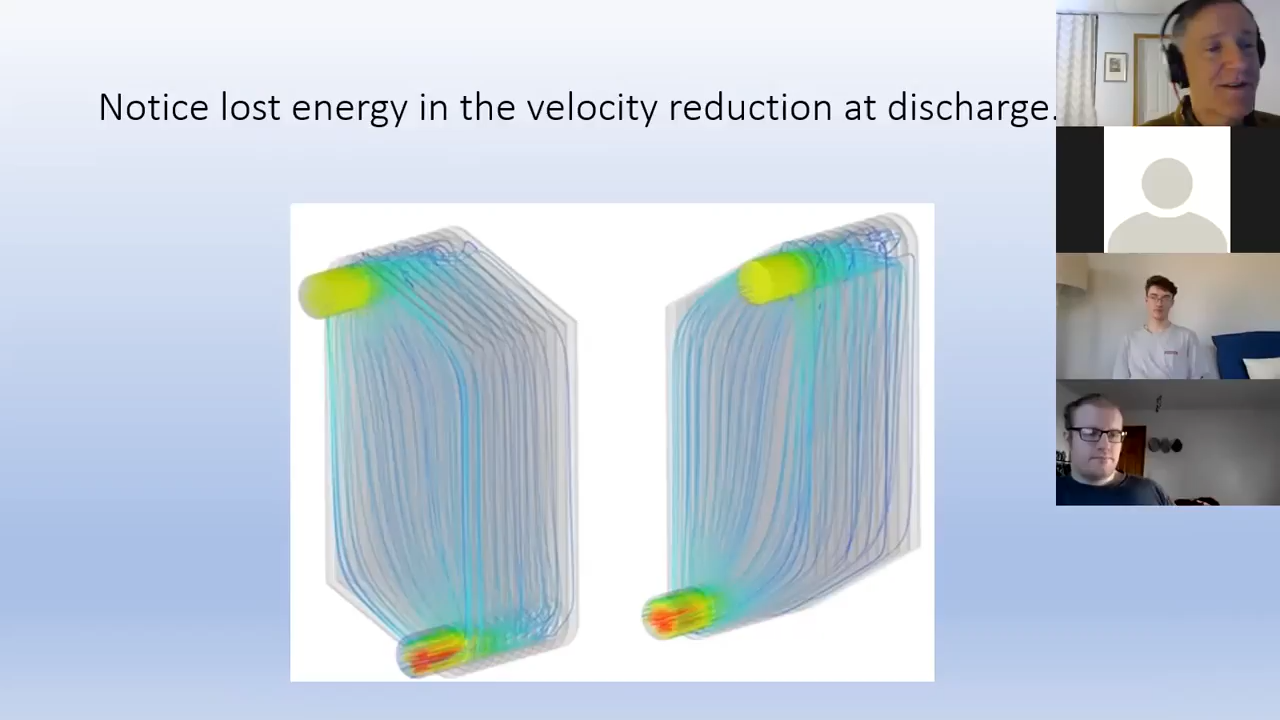 Notice lost energy in the velocity reduction at discharge.